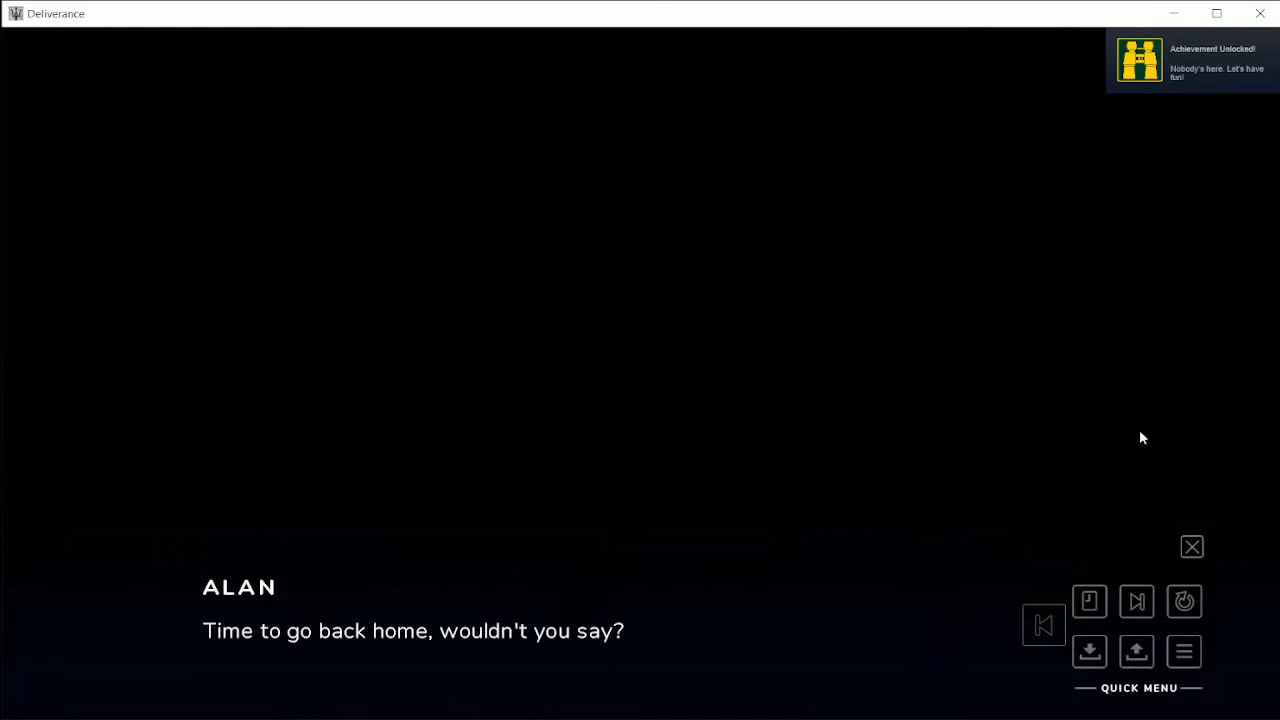 Deliverance
Achievement Unlocked!
Nobody's here. Let's have
fun!
ALAN
Time to go back home, wouldn't you say?
QUICK MENU